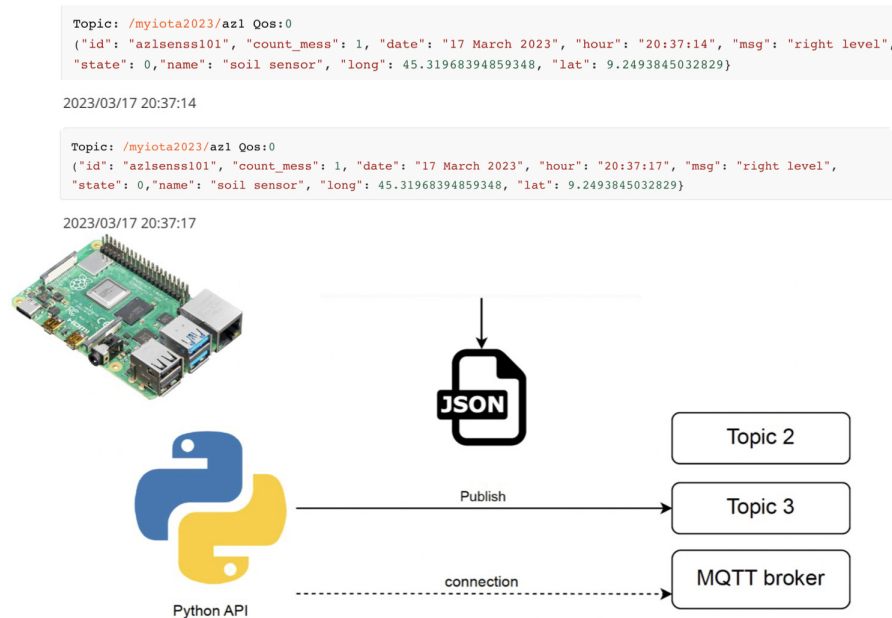 Topic: /myiota2023/az1 Qos:0
("id": "azlsenss101", "count_mess": 1, "date": "17 March 2023", "hour": "20:37:14", "msg": "right level",
"state": 0,"name": "soil sensor", "long": 45.31968394859348, "lat": 9.2493845032829}
2023/03/17 20:37:14
Topic: /myiota2023/az1 Qos:0
("id": "azlsenss101", "count_mess": 1, "date": "17 March 2023", "hour": "20:37:17", "msg": "right level",
"state": 0,"name": "soil sensor", "long": 45.31968394859348, "lat": 9.2493845032829}
2023/03/17 20:37:17
HDMI
JSON
Topic 2
Publish
Topic 3
connection
MQTT broker
Python API